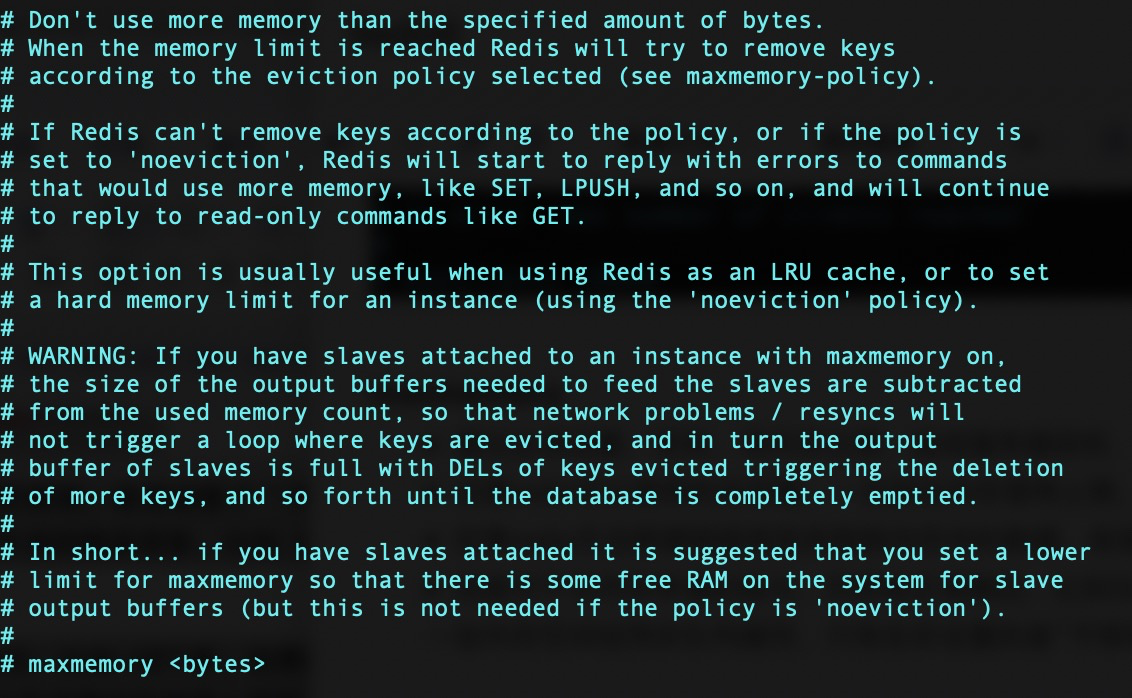 # Don't use more memory than the specified amount of bytes.
# When the memory limit is reached Redis will try to remove keys
# according to the eviction policy selected (see maxmemory-policy).
#
# If Redis can't remove keys according to the policy, or if the policy is
# set to 'noeviction', Redis will start to reply with errors to commands
# that would use more memory, like SET, LPUSH, and so on, and will continue
# to reply to read-only commands like GET.
#
# This option is usually useful when using Redis as an LRU cache, or to set
# a hard memory limit for an instance (using the 'noeviction' policy).
#
# WARNING: If you have slaves attached to an instance with maxmemory on,
# the size of the output buffers needed to feed the slaves are subtracted
# from the used memory count, so that network problems / resyncs will
# not trigger a loop where keys are evicted, and in turn the output
# buffer of slaves is full with DELs of keys evicted triggering the deletion
# of more keys, and so forth until the database is completely emptied.
#
# In short... if you have slaves attached it is suggested that you set a lower
# limit for maxmemory so that there is some free RAM on the system for slave
# output buffers (but this is not needed if the policy is 'noeviction').
#
# maxmemory <bytes>